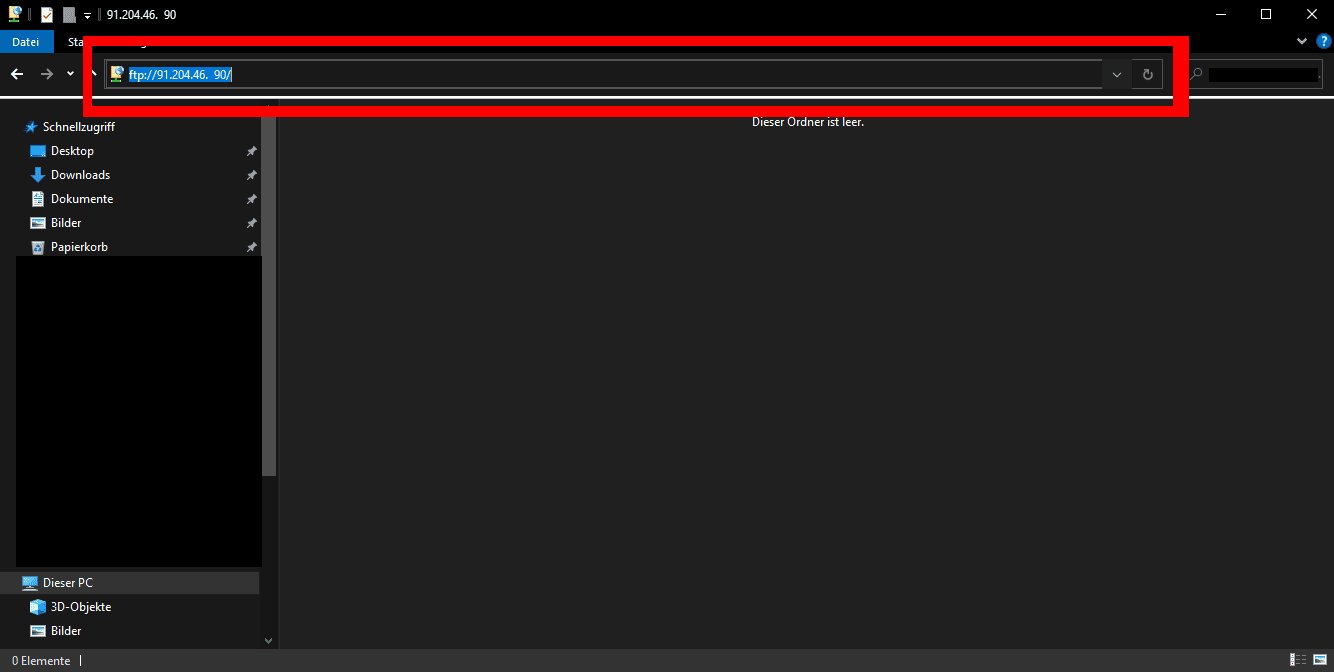 91.204.46. 90
Datei
Sta
ftp://91.204.46. 90/
Dieser Ordner ist leer.
Schnellzugriff
Desktop
Downloads
Dokumente
Bilder
Papierkorb
Dieser PC
3D-Objekte
Bilder
0 Elemente